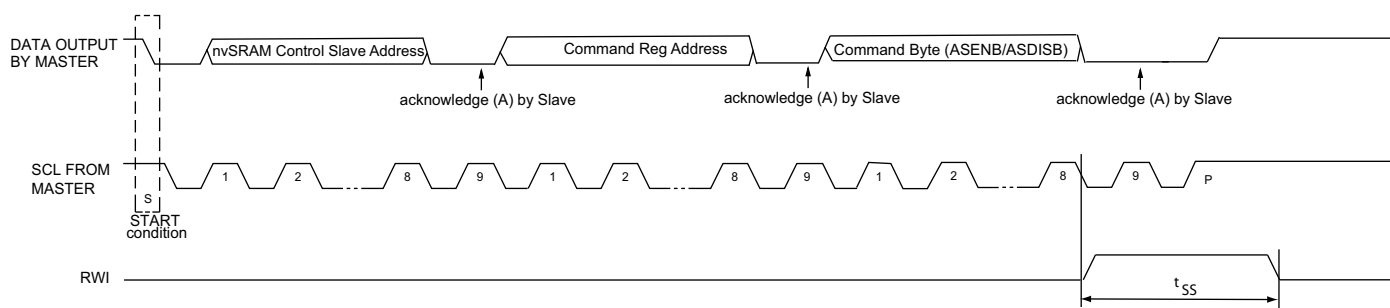 DATA OUTPUT
BY MASTER
nvSRAM Control Slave Address
Command Reg Address
Command Byte (ASENB/ASDISB)
acknowledge (A) by Slave
acknowledge (A) by Slave
acknowledge (A) by Slave
SCL FROM
MASTER
1 2 8 9 1 2 8 9 1 2 8 9
S
P
START
condition
RWI
tSS